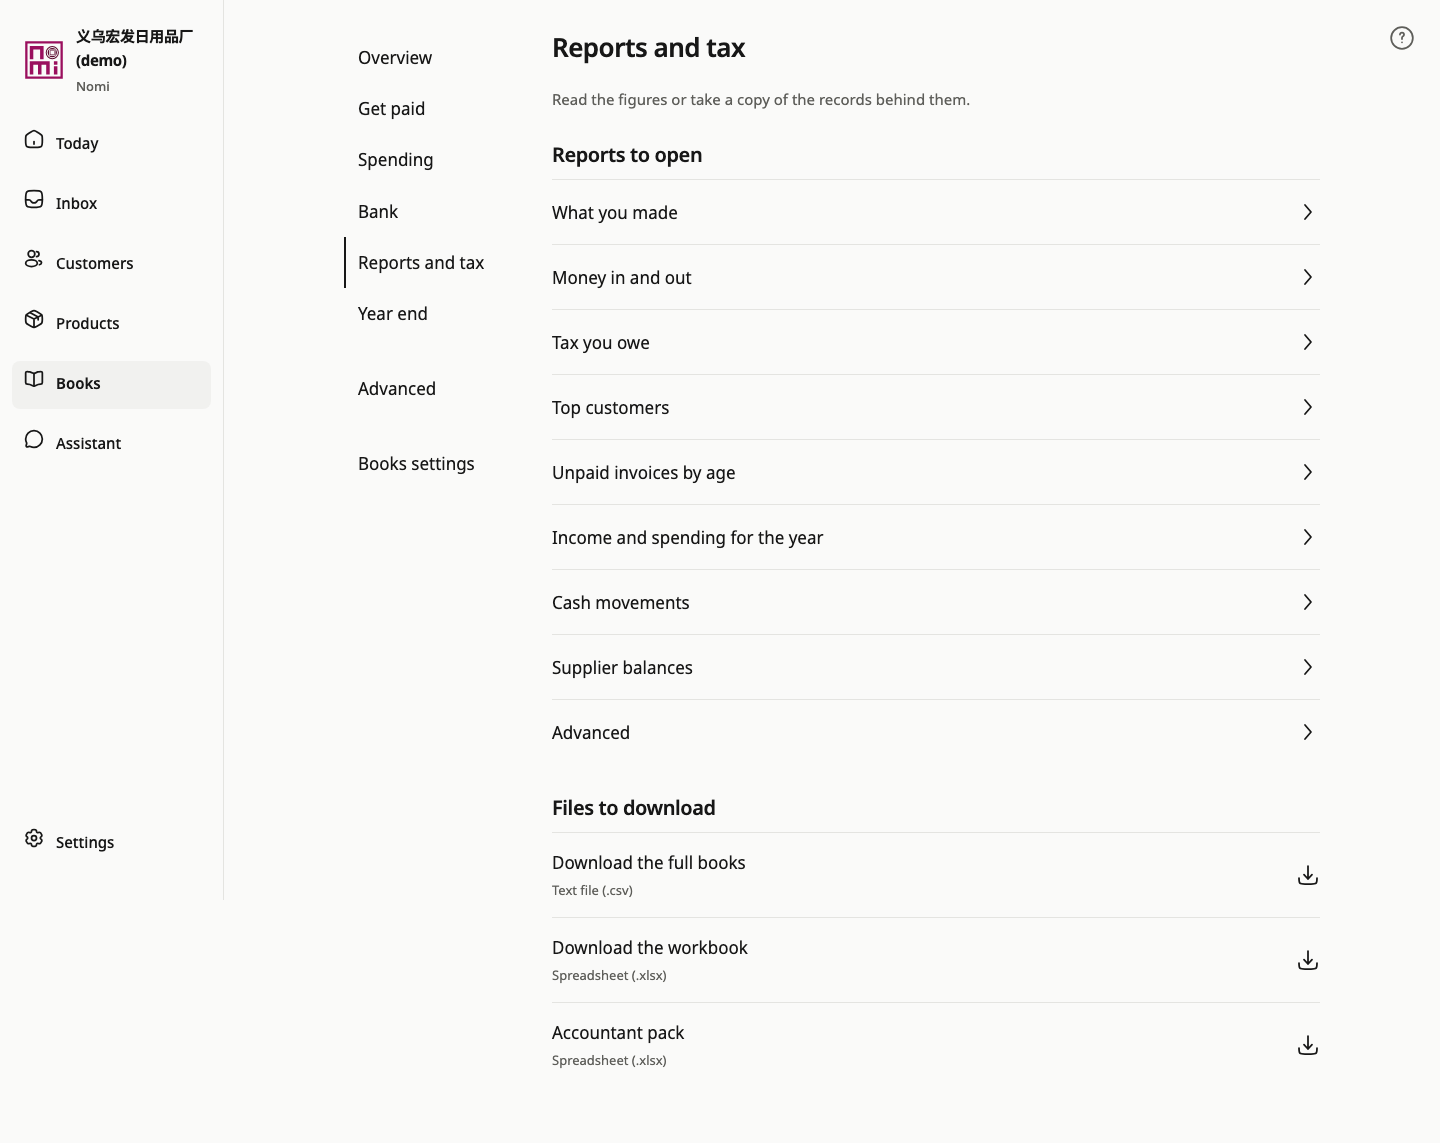 义乌宏发日用品厂
(demo)
Nomi
Today
Inbox
Customers
Products
Books
Assistant
Settings
Overview
Get paid
Spending
Bank
Reports and tax
Year end
Advanced
Books settings
Reports and tax
Read the figures or take a copy of the records behind them.
Reports to open
What you made
Money in and out
Tax you owe
Top customers
Unpaid invoices by age
Income and spending for the year
Cash movements
Supplier balances
Advanced
Files to download
Download the full books
Text file (.csv)
Download the workbook
Spreadsheet (.xlsx)
Accountant pack
Spreadsheet (.xlsx)